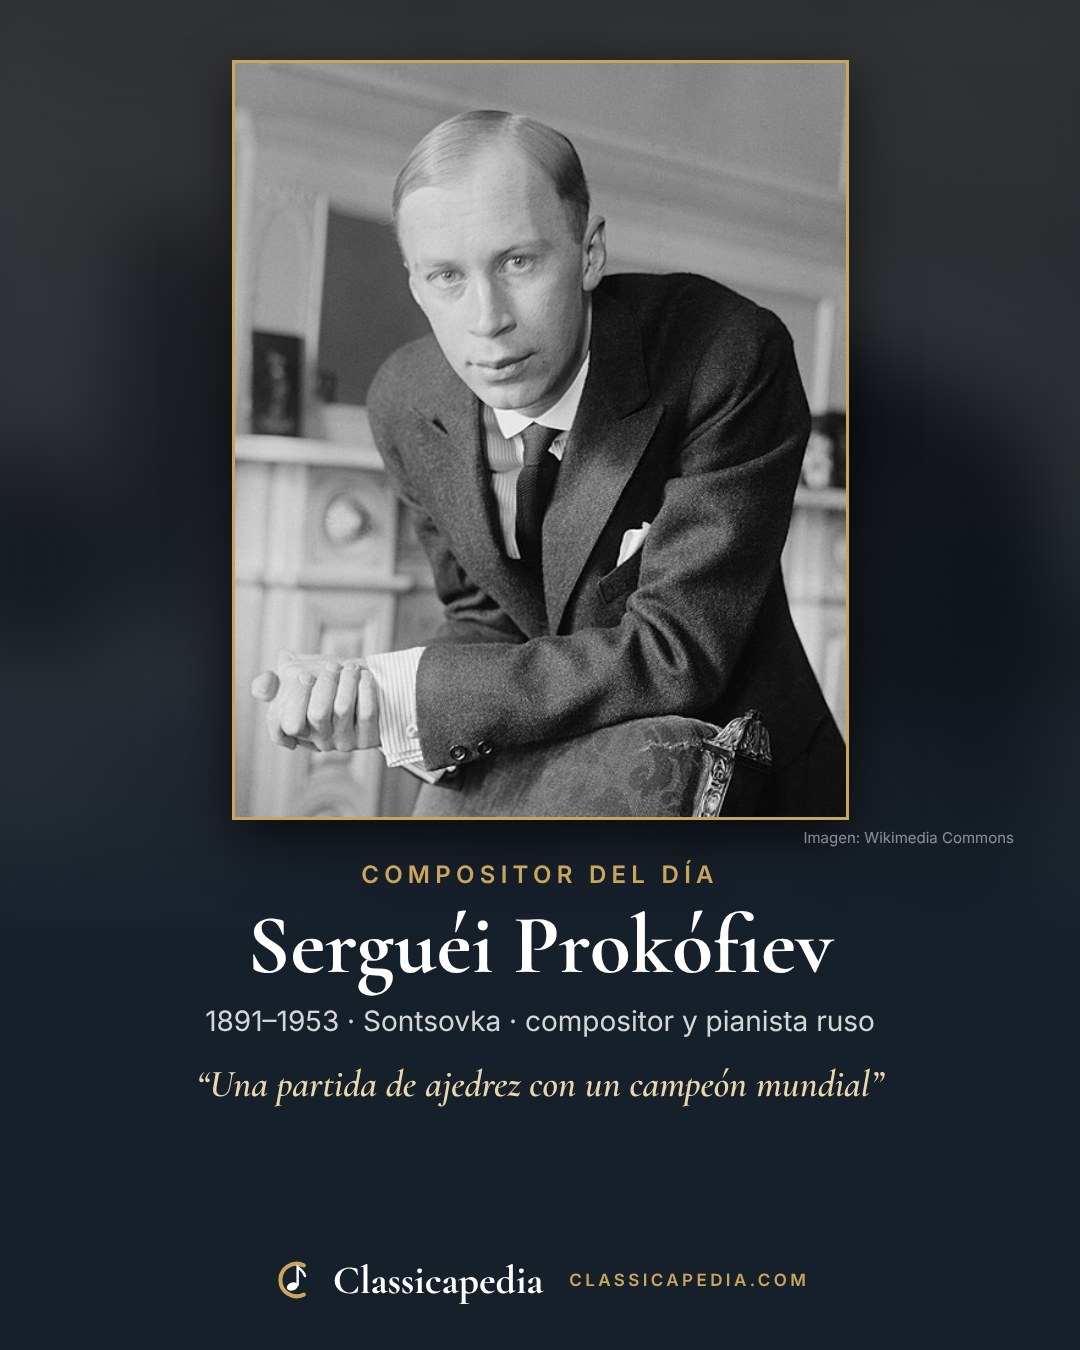 Imagen: Wikimedia Commons
COMPOSITOR DEL DÍA
Serguéi Prokófiev
1891–1953 · Sontsovka · compositor y pianista ruso
“Una partida de ajedrez con un campeón mundial”
Classicapedia CLASSICAPEDIA.COM